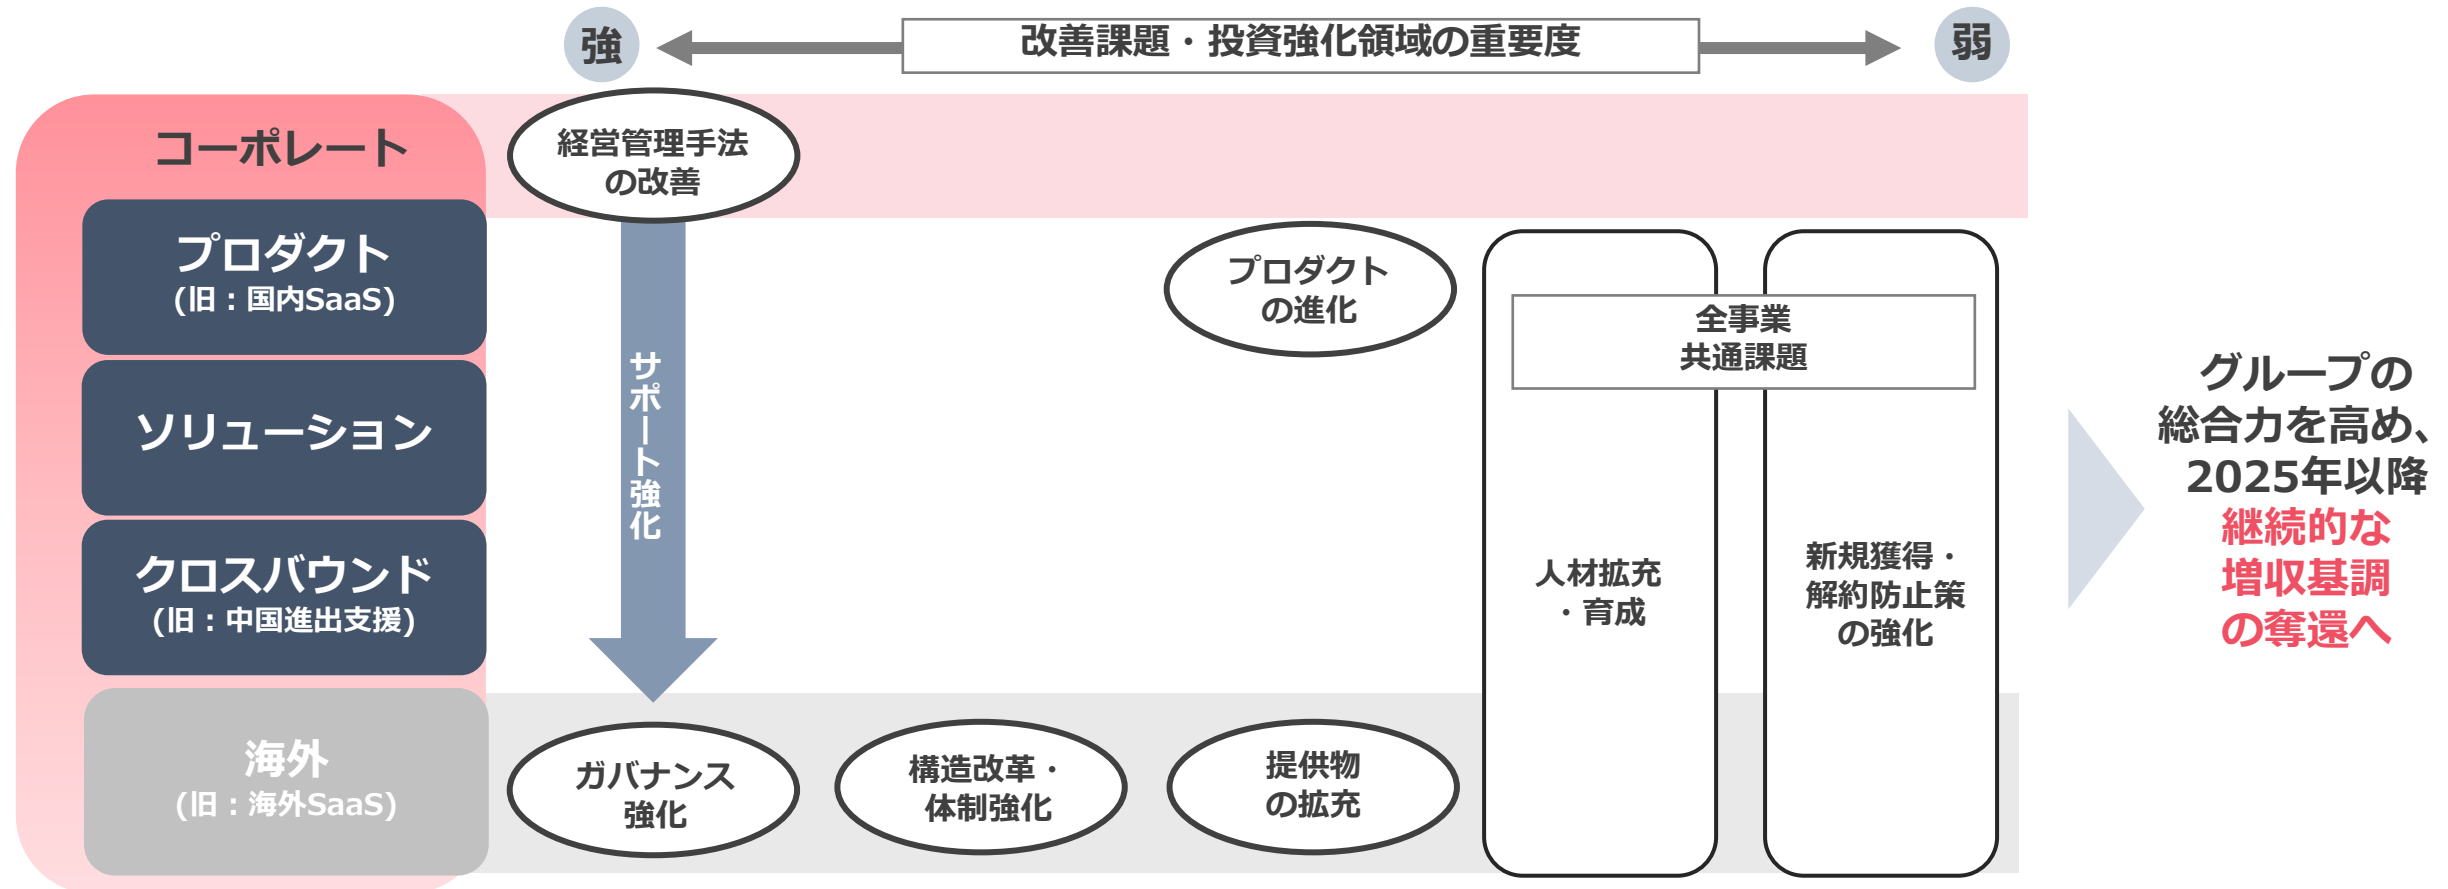 強
改善課題・投資強化領域の重要度
弱
コーポレート
経営管理手法
の改善
プロダクト
(旧：国内SaaS)
プロダクト
の進化
全事業
共通課題
サポート強化
ソリューション
クロスバウンド
(旧：中国進出支援)
人材拡充
・育成
新規獲得・
解約防止策
の強化
海外
(旧：海外SaaS)
ガバナンス
強化
構造改革・
体制強化
提供物
の拡充
グループの
総合力を高め、
2025年以降
継続的な
増収基調
の奪還へ